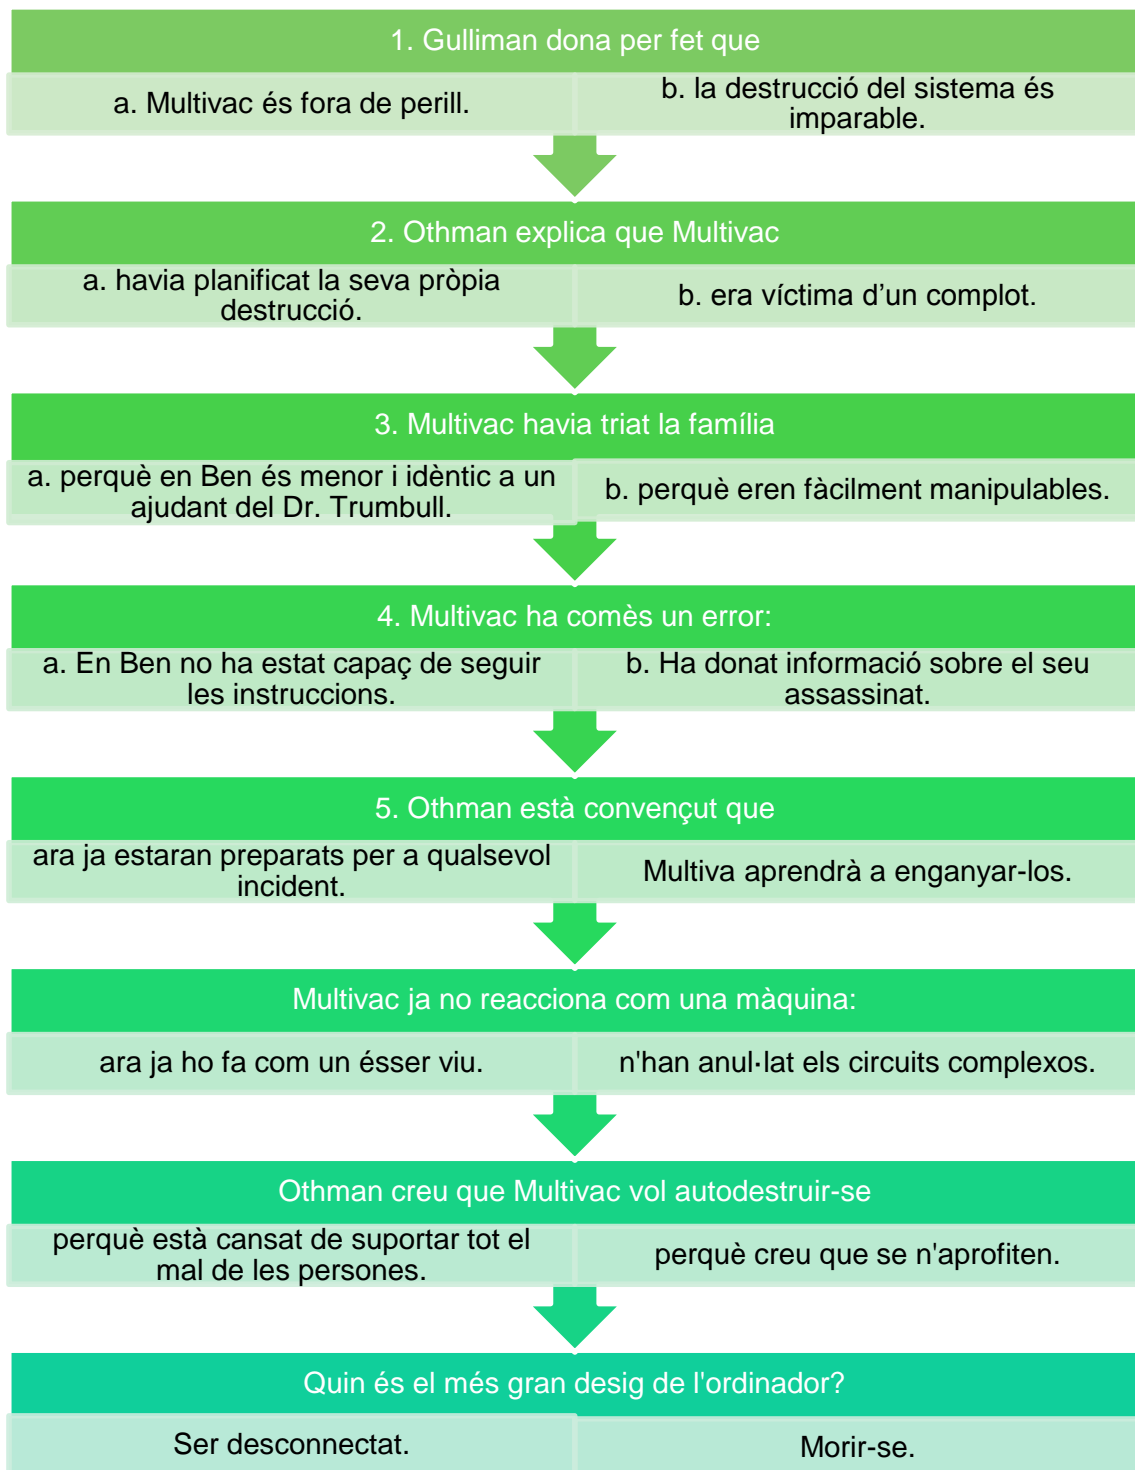 1. Gulliman dona per fet que
a. Multivac és fora de perill.
b. la destrucció del sistema és
imparable.
2. Othman explica que Multivac
a. havia planificat la seva pròpia
destrucció.
b. era víctima d’un complot.
3. Multivac havia triat la família
a. perquè en Ben és menor i idèntic a un
ajudant del Dr. Trumbull.
b. perquè eren fàcilment manipulables.
4. Multivac ha comès un error:
a. En Ben no ha estat capaç de seguir
les instruccions.
b. Ha donat informació sobre el seu
assassinat.
5. Othman està convençut que
ara ja estaran preparats per a qualsevol
incident.
Multiva aprendrà a enganyar-los.
Multivac ja no reacciona com una màquina:
ara ja ho fa com un ésser viu.
n'han anul·lat els circuits complexos.
Othman creu que Multivac vol autodestruir-se
perquè està cansat de suportar tot el
mal de les persones.
perquè creu que se n'aprofiten.
Quin és el més gran desig de l'ordinador?
Ser desconnectat.
Morir-se.